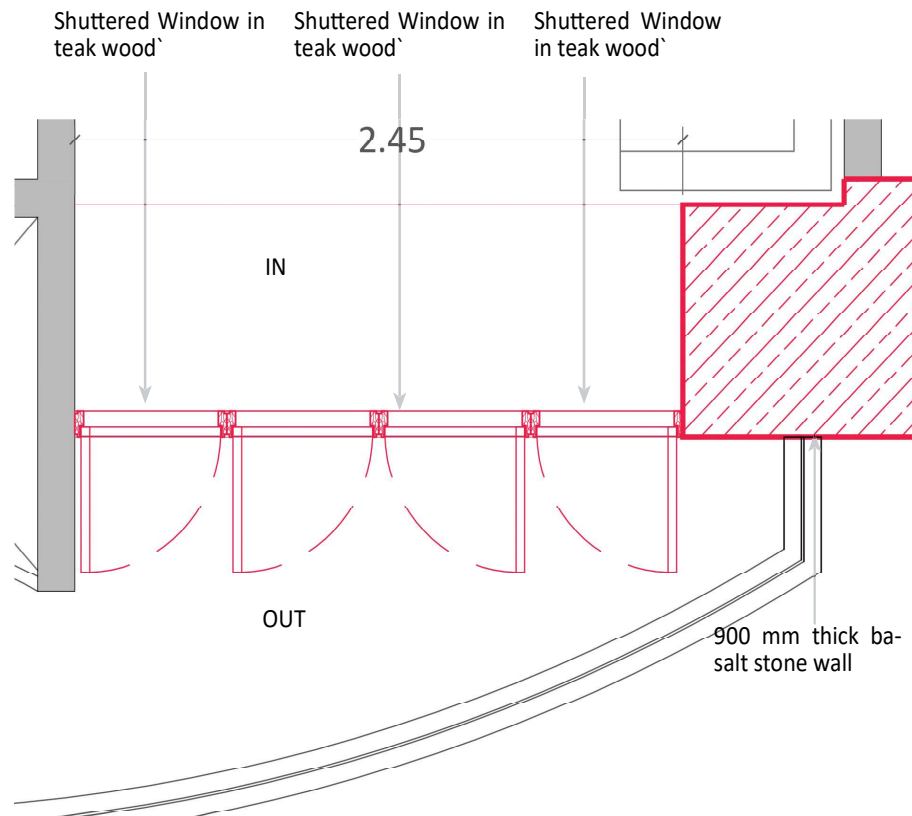 Shuttered Window in
teak wood`
Shuttered Window in
teak wood`
Shuttered Window
in teak wood`
2.45
IN
OUT
900 mm thick ba-
salt stone wall